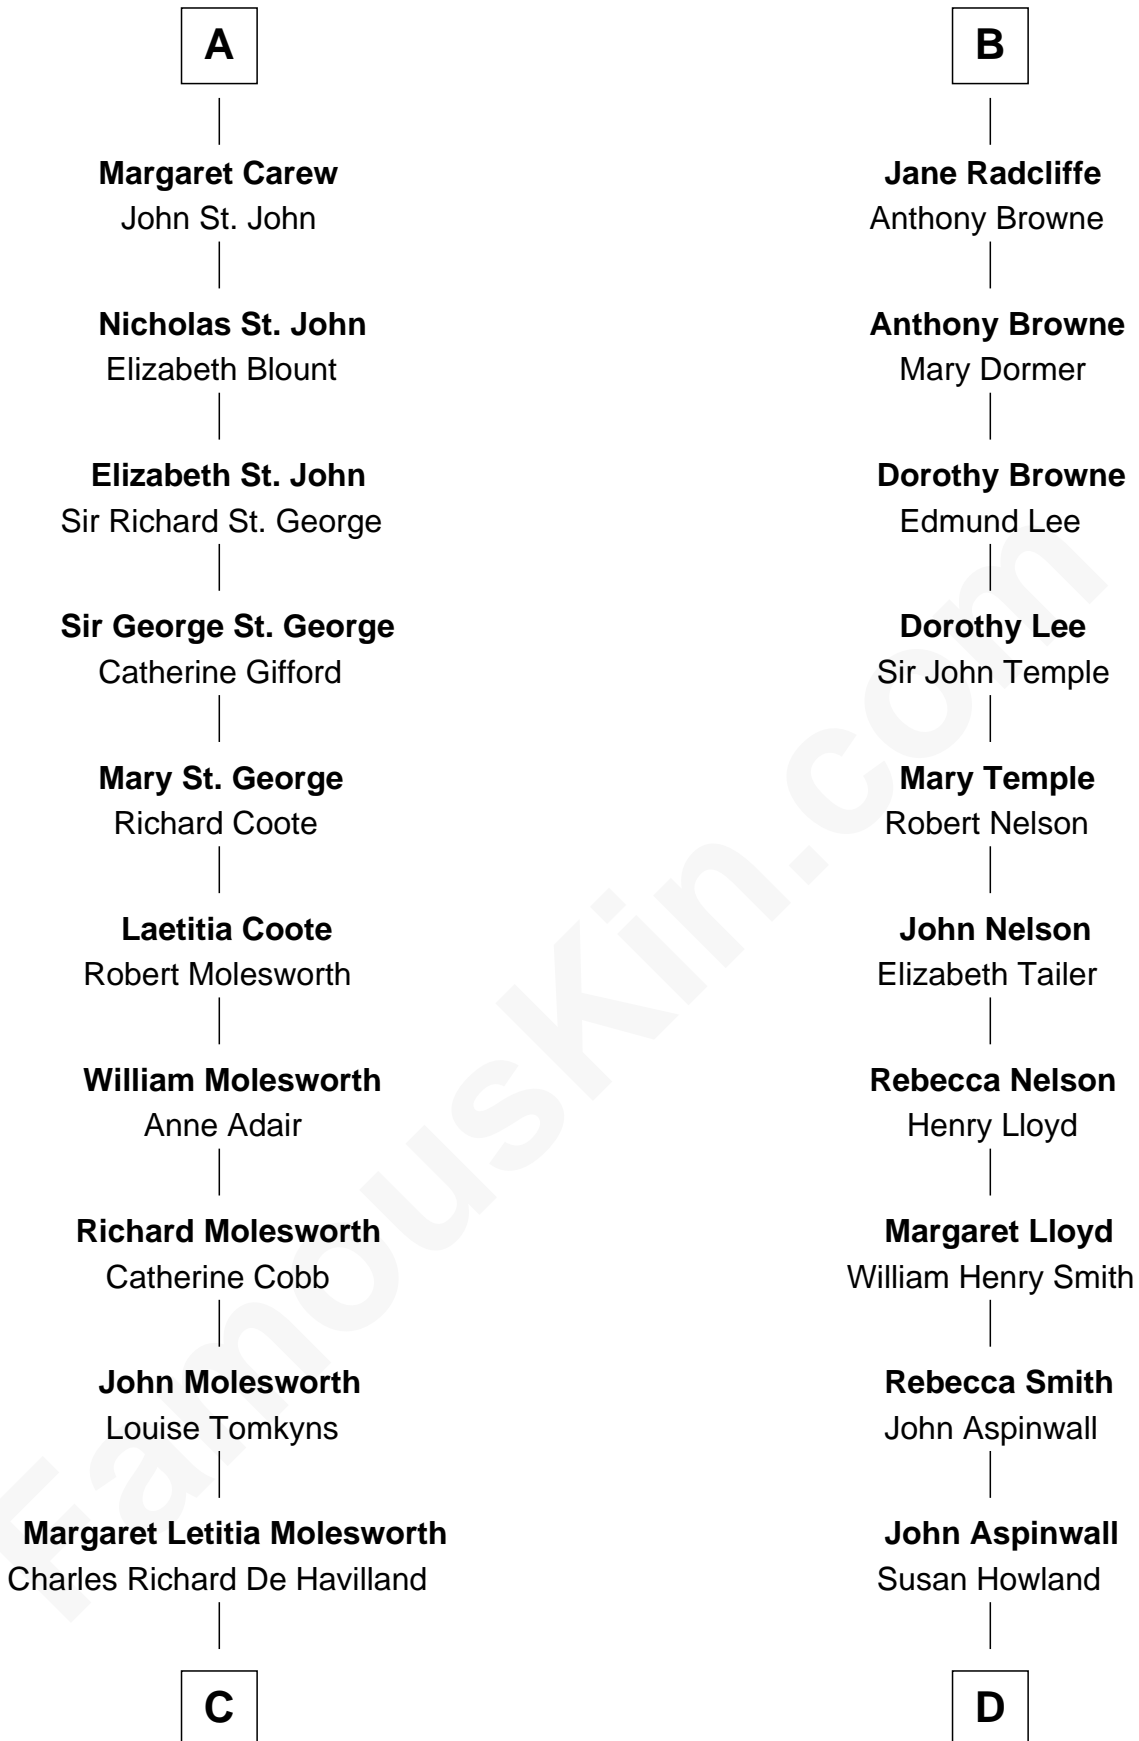 A
Margaret Carew
John St. John
Nicholas St. John
Elizabeth Blount
Elizabeth St. John
Sir Richard St. George
Sir George St. George
Catherine Gifford
Mary St. George
Richard Coote
Laetitia Coote
Robert Molesworth
William Molesworth
Anne Adair
Richard Molesworth
Catherine Cobb
John Molesworth
Louise Tomkyns
Margaret Letitia Molesworth
Charles Richard De Havilland
C
B
Jane Radcliffe
Anthony Browne
Anthony Browne
Mary Dormer
Dorothy Browne
Edmund Lee
Dorothy Lee
Sir John Temple
Mary Temple
Robert Nelson
John Nelson
Elizabeth Tailer
Rebecca Nelson
Henry Lloyd
Margaret Lloyd
William Henry Smith
Rebecca Smith
John Aspinwall
John Aspinwall
Susan Howland
D
FamousKin.com